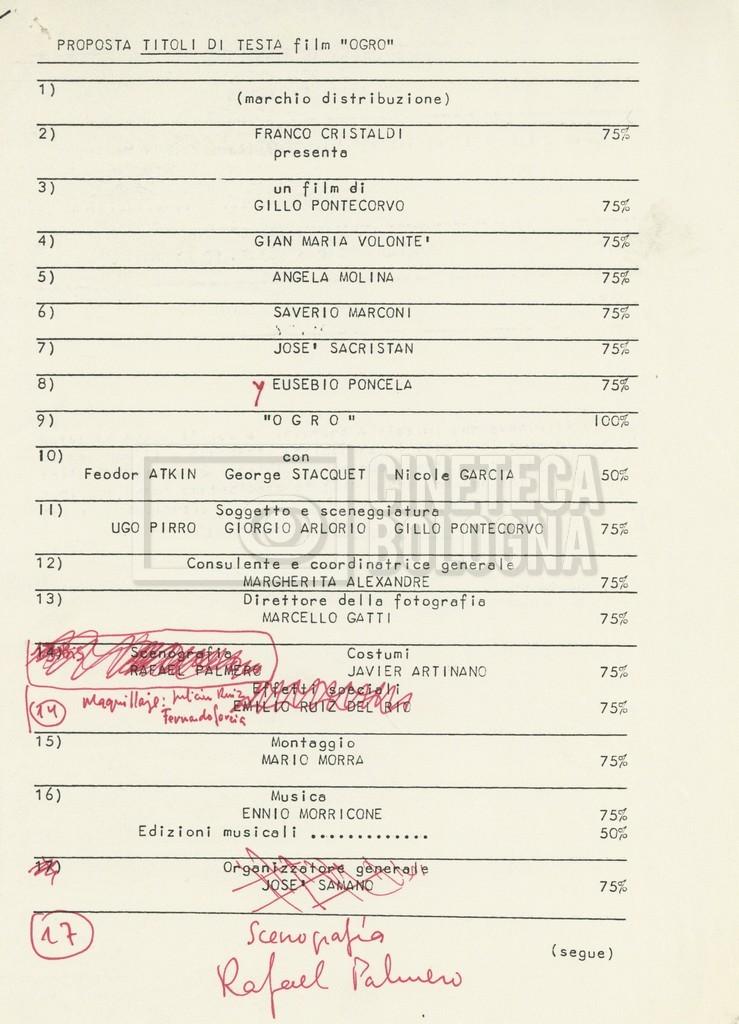 PROPOSTA TITOLI DI TESTA film "OGRO"
1)
(marchio distribuzione)
2) FRANCO CRISTALDI 75%
presenta
3) un film di
GILLO PONTECORVO 75%
4) GIAN MARIA VOLONTE' 75%
5) ANGELA MOLINA 75%
6) SAVERIO MARCONI 75%
7) JOSE' SACRISTAN 75%
8) y EUSEBIO PONCELA 75%
9) "O G R O" 100%
10) con
Feodor ATKIN George STACQUET Nicole GARCIA 50%
CINETECA
BOLOGNA
11) Soggetto e sceneggiatura
UGO PIRRO GIORGIO ARLORIO GILLO PONTECORVO 75%
12) Consulente e coordinatrice generale
MARGHERITA ALEXANDRE 75%
13) Direttore della fotografia
MARCELLO GATTI 75%
14) Scenografia Costumi
RAFAEL PALMERO JAVIER ARTINANO 75%
Effetti speciali
14 Maquillaje: Julián Ruiz EMILIO RUIZ DEL RIO 75%
Fernando
15) Montaggio
MARIO MORRA 75%
16) Musica
ENNIO MORRICONE 75%
Edizioni musicali ............. 50%
Organizzatore generale
JOSE' SAMANO 75%
17 Scenografía
(segue)
Rafael Palmero